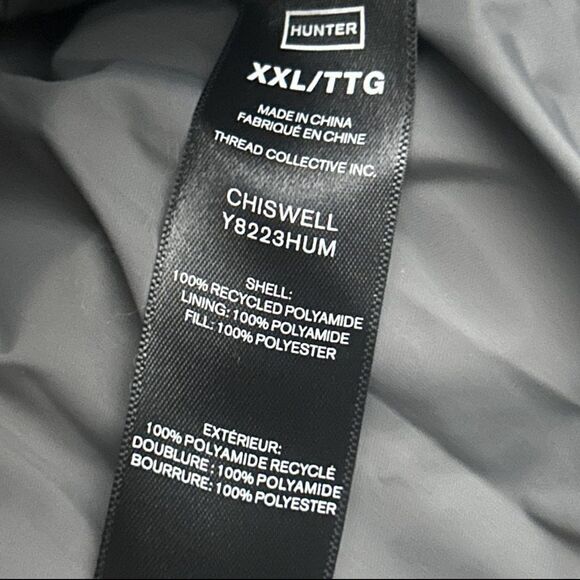 HUNTER
XXL/TTG
MADE IN CHINA
FABRIQUÉ EN CHINE
THREAD COLLECTIVE INC.
CHISWELL
Y8223HUM
SHELL:
100% RECYCLED POLYAMIDE
LINING: 100% POLYAMIDE
FILL: 100% POLYESTER
EXTÉRIEUR:
100% POLYAMIDE RECYCLÉ
DOUBLURE : 100% POLYAMIDE
BOURRURE: 100% POLYESTER